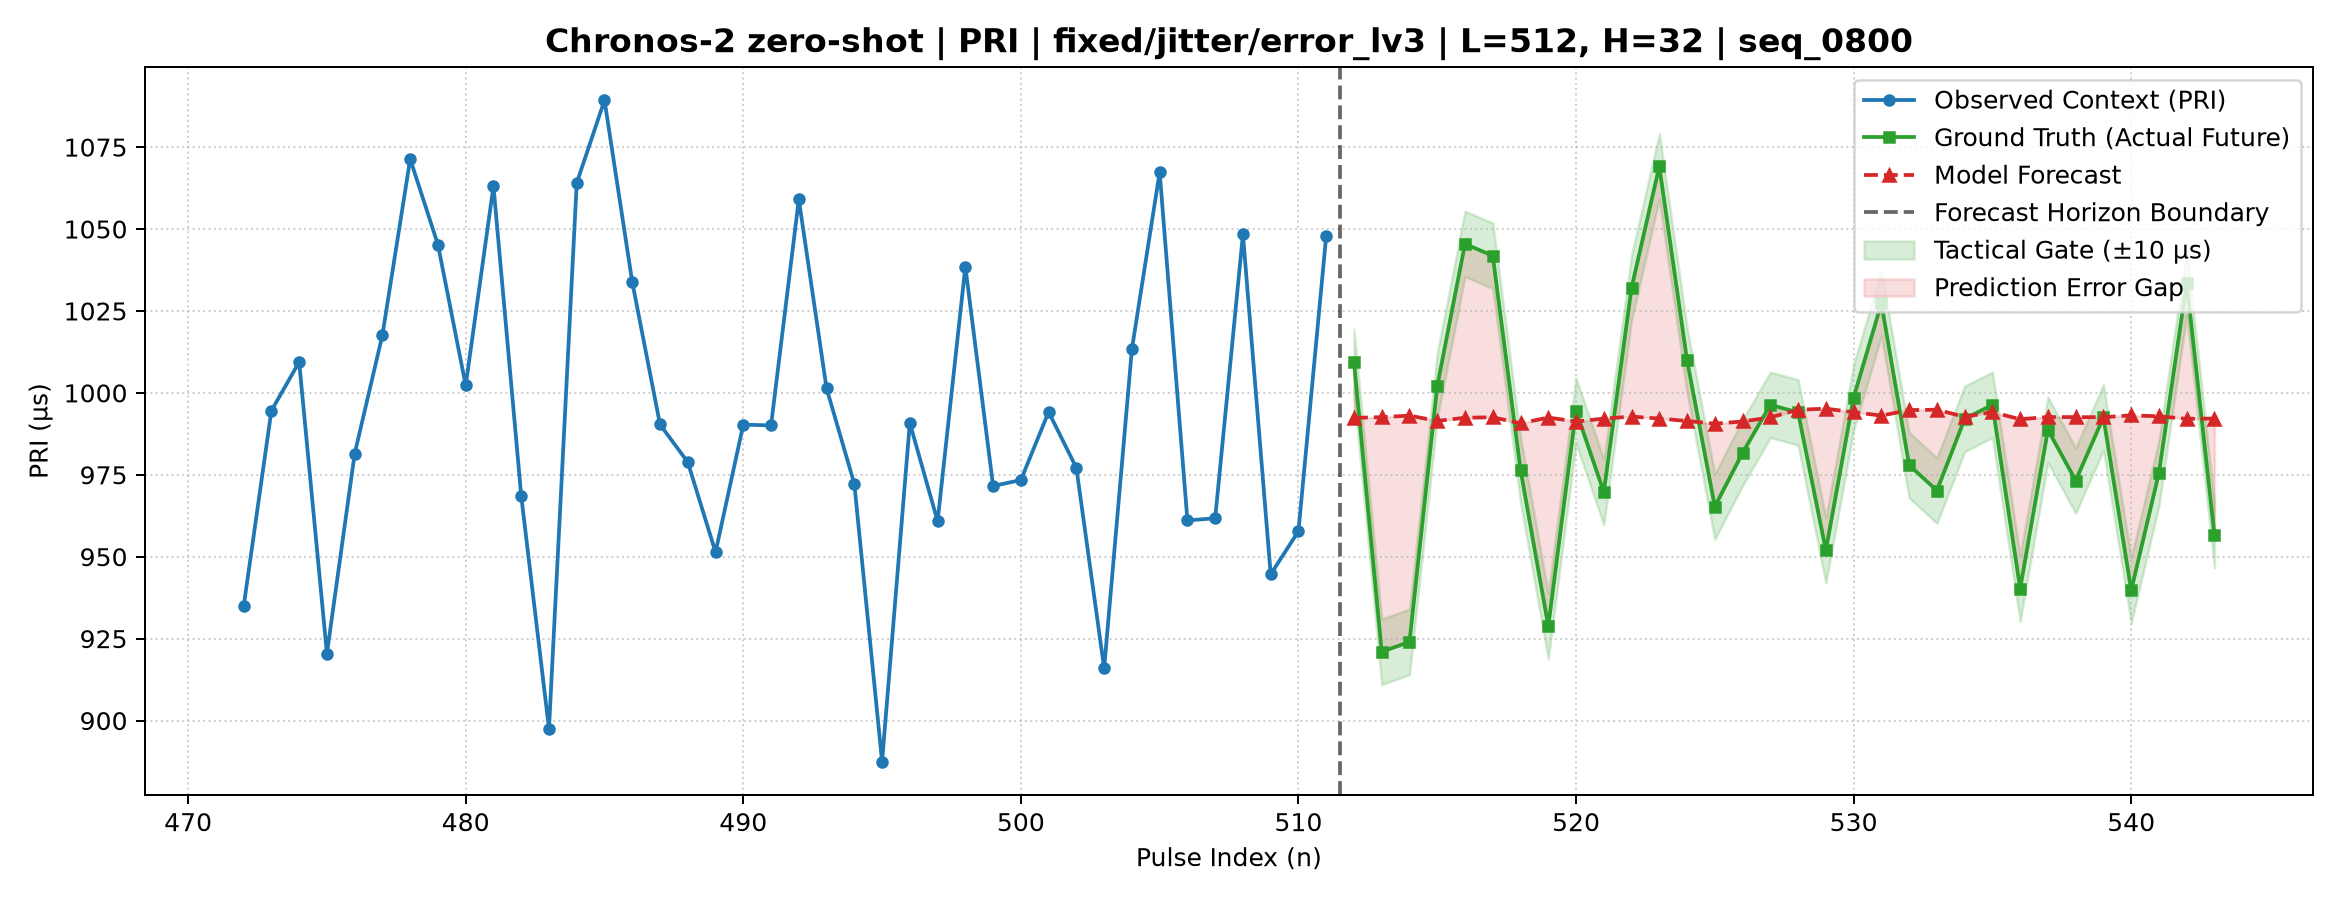 Chronos-2 zero-shot | PRI | fixed/jitter/error_lv3 | L=512, H=32 | seq_0800
Observed Context (PRI)
Ground Truth (Actual Future)
Model Forecast
Forecast Horizon Boundary
Tactical Gate (±10 µs)
Prediction Error Gap
PRI (µs)
1075
1050
1025
1000
975
950
925
900
470 480 490 500 510 520 530 540
Pulse Index (n)